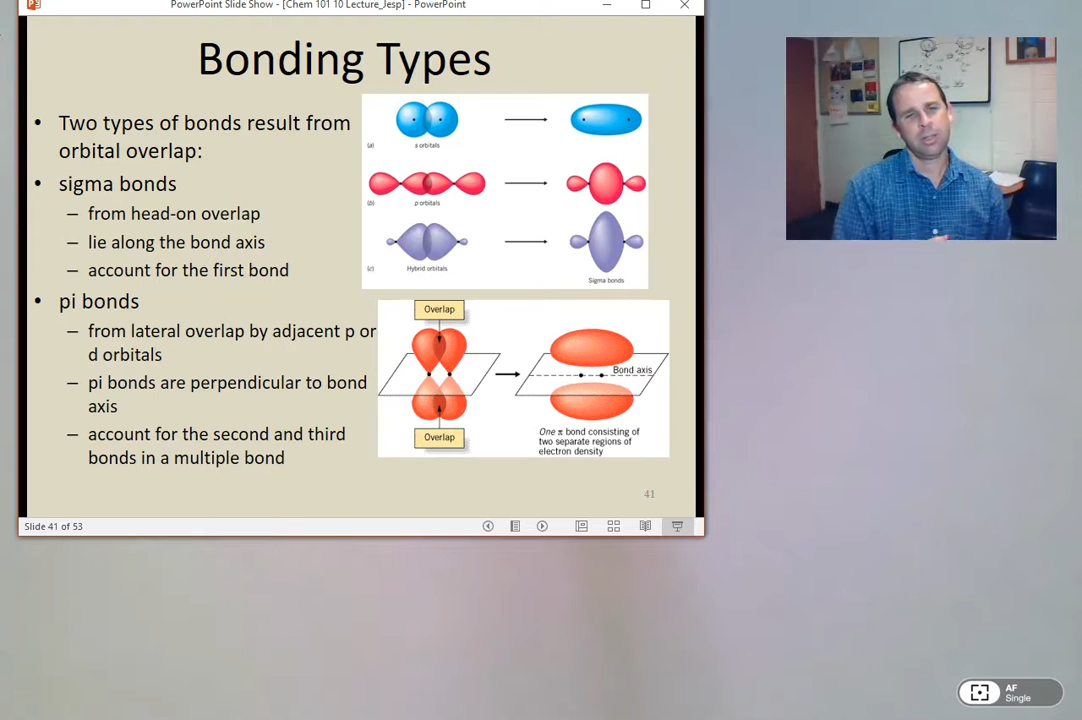 PowerPoint Slide Show - [Chem 101 10 Lecture_Jesp] - PowerPoint
Bonding Types
• Two types of bonds result from
orbital overlap:
• sigma bonds
– from head-on overlap
– lie along the bond axis
– account for the first bond
• pi bonds
– from lateral overlap by adjacent p or
d orbitals
– pi bonds are perpendicular to bond
axis
– account for the second and third
bonds in a multiple bond
(a)
s orbitals
(b)
p orbitals
(c)
Hybrid orbitals
Sigma bonds
Overlap
Bond axis
Overlap
One π bond consisting of
two separate regions of
electron density
41
Slide 41 of 53
AF
Single